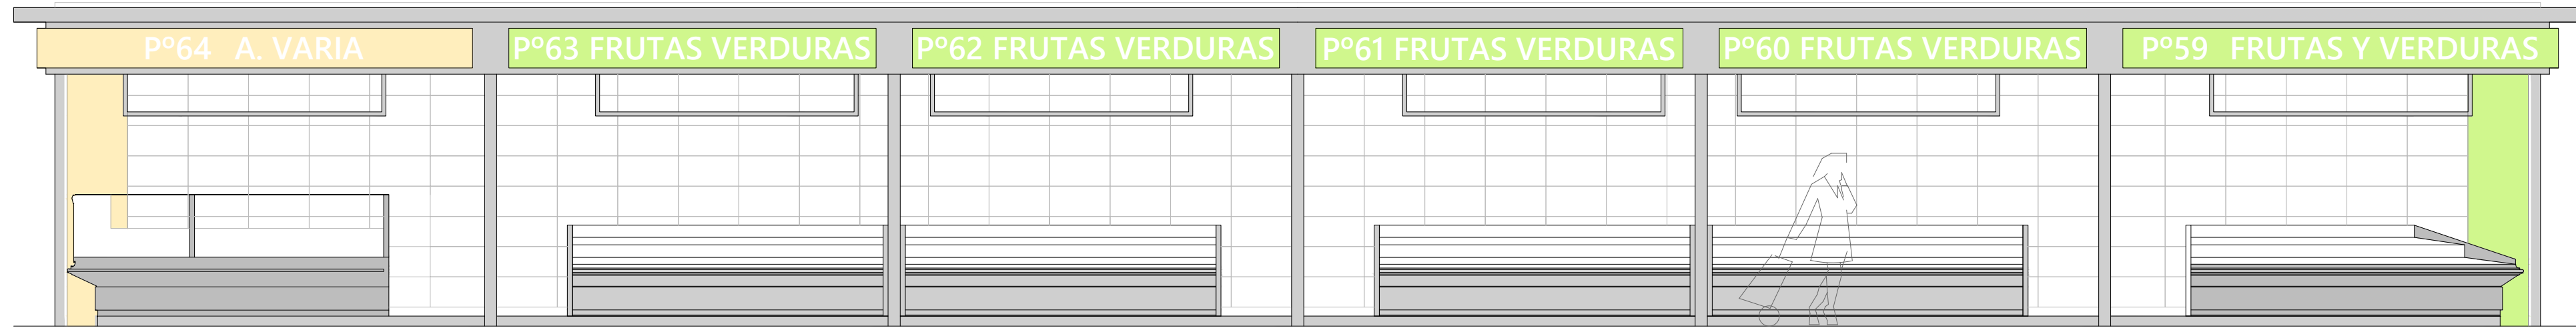 Pº64 A. VARIA
Pº63 FRUTAS VERDURAS
Pº62 FRUTAS VERDURAS
Pº61 FRUTAS VERDURAS
Pº60 FRUTAS VERDURAS
Pº59 FRUTAS Y VERDURAS